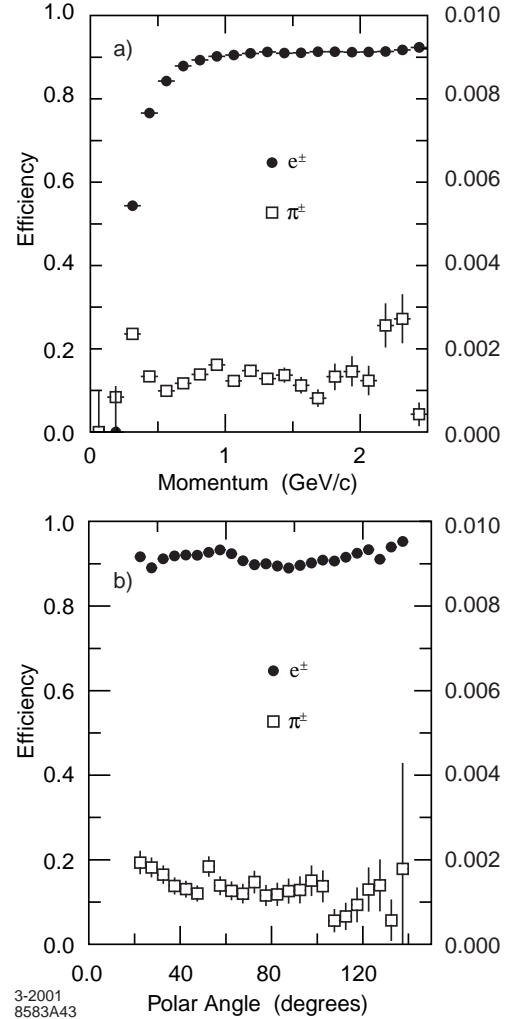 1.0 0.010
a)
0.8 0.008
0.6 e± 0.006
Efficiency
π±
0.4 0.004
0.2 0.002
0.0 0.000
0 1 2
Momentum (GeV/c)
1.0 0.010
b)
0.8 0.008
e±
0.6 0.006
Efficiency
π±
0.4 0.004
0.2 0.002
0.0 0.000
0.0 40 80 120
3-2001
8583A43
Polar Angle (degrees)